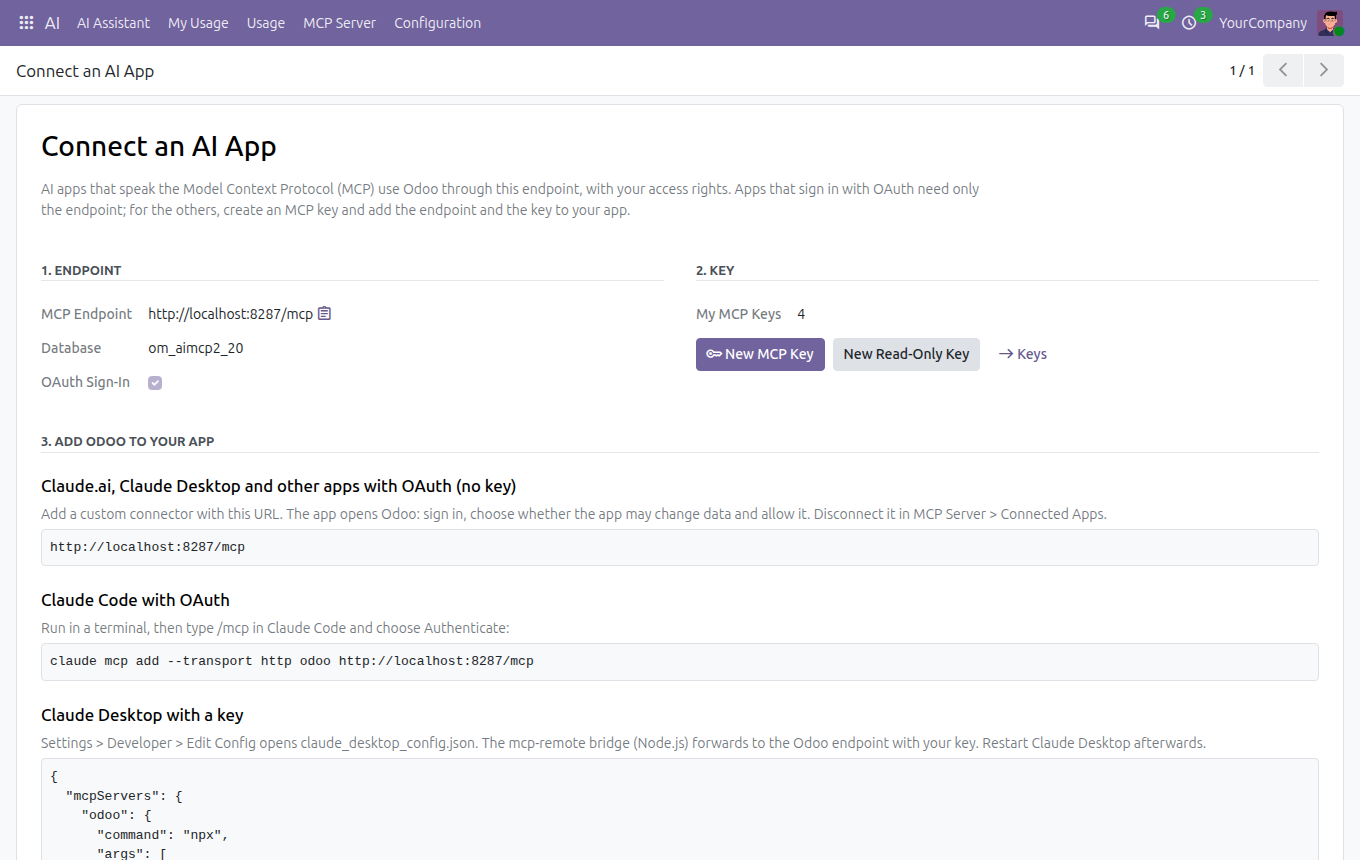 AI AI Assistant My Usage Usage MCP Server Configuration 6 3 YourCompany
Connect an AI App 1 / 1
Connect an AI App
AI apps that speak the Model Context Protocol (MCP) use Odoo through this endpoint, with your access rights. Apps that sign in with OAuth need only
the endpoint; for the others, create an MCP key and add the endpoint and the key to your app.
1. ENDPOINT
MCP Endpoint http://localhost:8287/mcp
Database om_aimcp2_20
OAuth Sign-In
2. KEY
My MCP Keys 4
New MCP Key New Read-Only Key Keys
3. ADD ODOO TO YOUR APP
Claude.ai, Claude Desktop and other apps with OAuth (no key)
Add a custom connector with this URL. The app opens Odoo: sign in, choose whether the app may change data and allow it. Disconnect it in MCP Server > Connected Apps.
http://localhost:8287/mcp
Claude Code with OAuth
Run in a terminal, then type /mcp in Claude Code and choose Authenticate:
claude mcp add --transport http odoo http://localhost:8287/mcp
Claude Desktop with a key
Settings > Developer > Edit Config opens claude_desktop_config.json. The mcp-remote bridge (Node.js) forwards to the Odoo endpoint with your key. Restart Claude Desktop afterwards.
{
"mcpServers": {
"odoo": {
"command": "npx",
"args": [